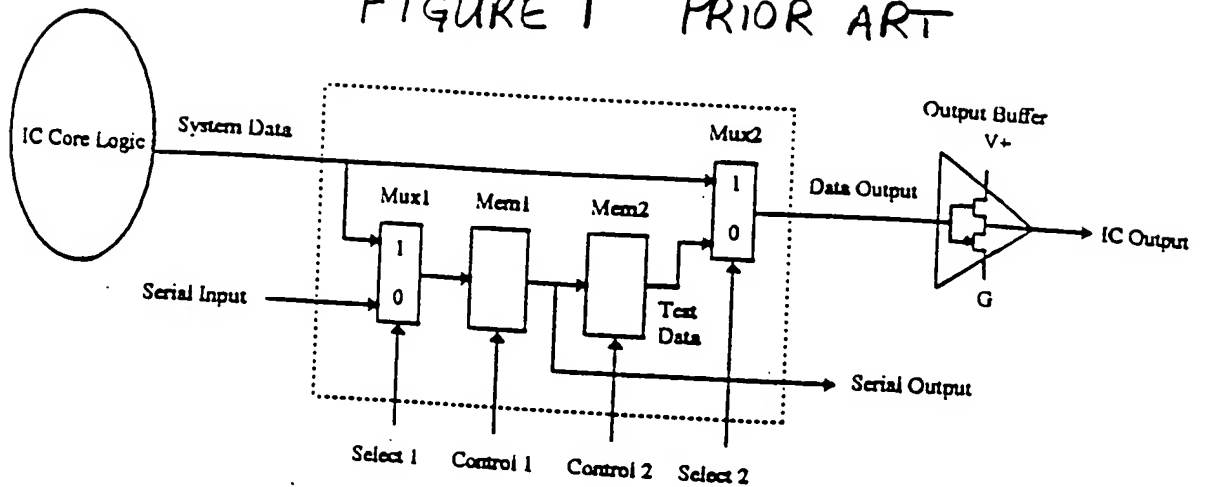 FIGURE 1 PRIOR ART
IC Core Logic
System Data
Mux1
Mem1
Mem2
Mux2
Output Buffer
V+
1
0
1
0
Data Output
IC Output
G
Serial Input
Test
Data
Serial Output
Select 1
Control 1
Control 2
Select 2